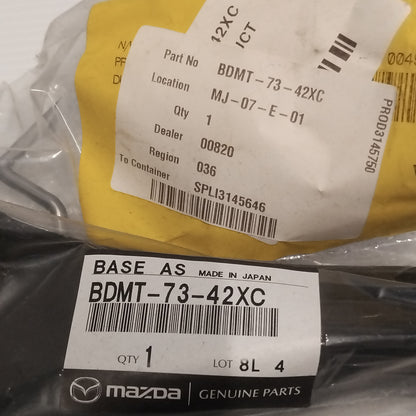 42XC
ICT
Part No BDMT-73-42XC
Location MJ-07-E-01
Qty 1
Dealer 00820
Region 036
To Container SPLI3145646
PROD3145750
BASE AS MADE IN JAPAN
BDMT-73-42XC
QTY 1 LOT 8L 4
mazda GENUINE PARTS